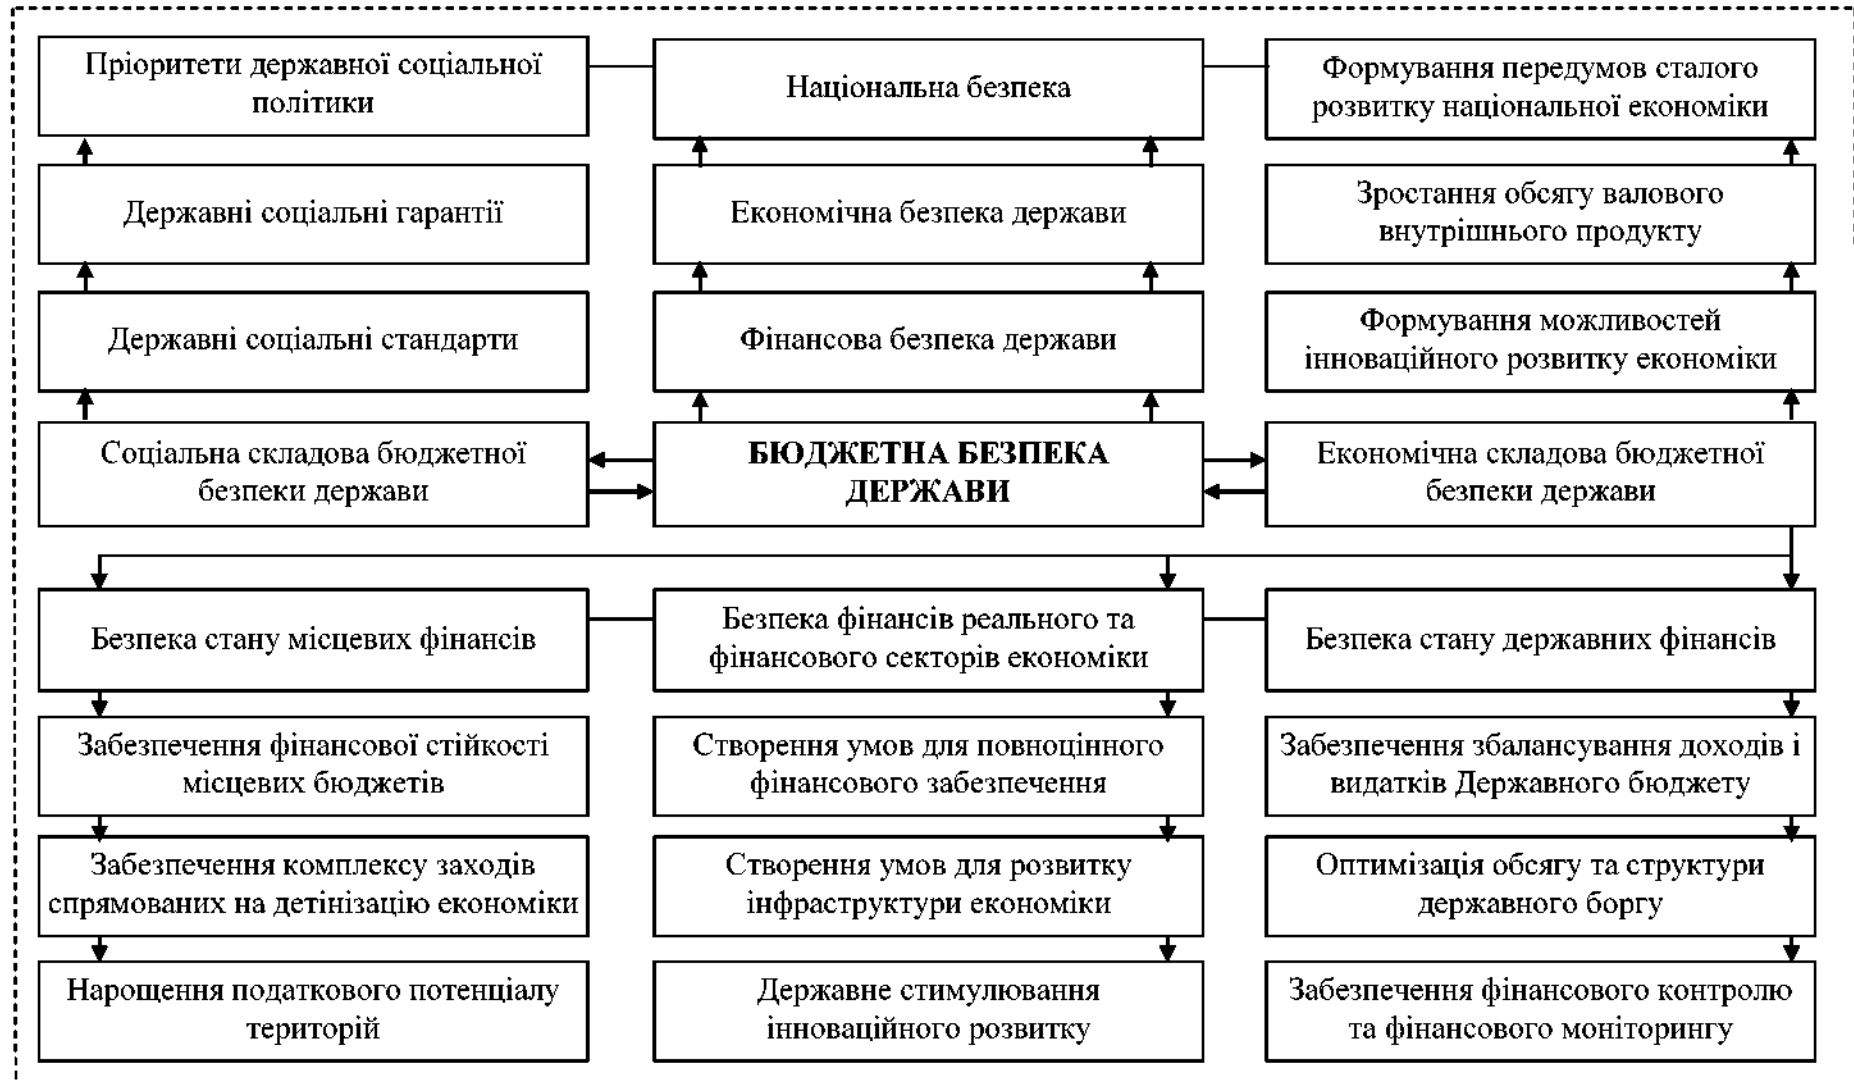 Пріоритети державної соціальної
політики
Національна безпека
Формування передумов сталого
розвитку національної економіки
Державні соціальні гарантії
Економічна безпека держави
Зростання обсягу валового
внутрішнього продукту
Державні соціальні стандарти
Фінансова безпека держави
Формування можливостей
інноваційного розвитку економіки
Соціальна складова бюджетної
безпеки держави
БЮДЖЕТНА БЕЗПЕКА
ДЕРЖАВИ
Економічна складова бюджетної
безпеки держави
Безпека стану місцевих фінансів
Безпека фінансів реального та
фінансового секторів економіки
Безпека стану державних фінансів
Забезпечення фінансової стійкості
місцевих бюджетів
Створення умов для повноцінного
фінансового забезпечення
Забезпечення збалансування доходів і
видатків Державного бюджету
Забезпечення комплексу заходів
спрямованих на детінізацію економіки
Створення умов для розвитку
інфраструктури економіки
Оптимізація обсягу та структури
державного боргу
Нарощення податкового потенціалу
територій
Державне стимулювання
інноваційного розвитку
Забезпечення фінансового контролю
та фінансового моніторингу